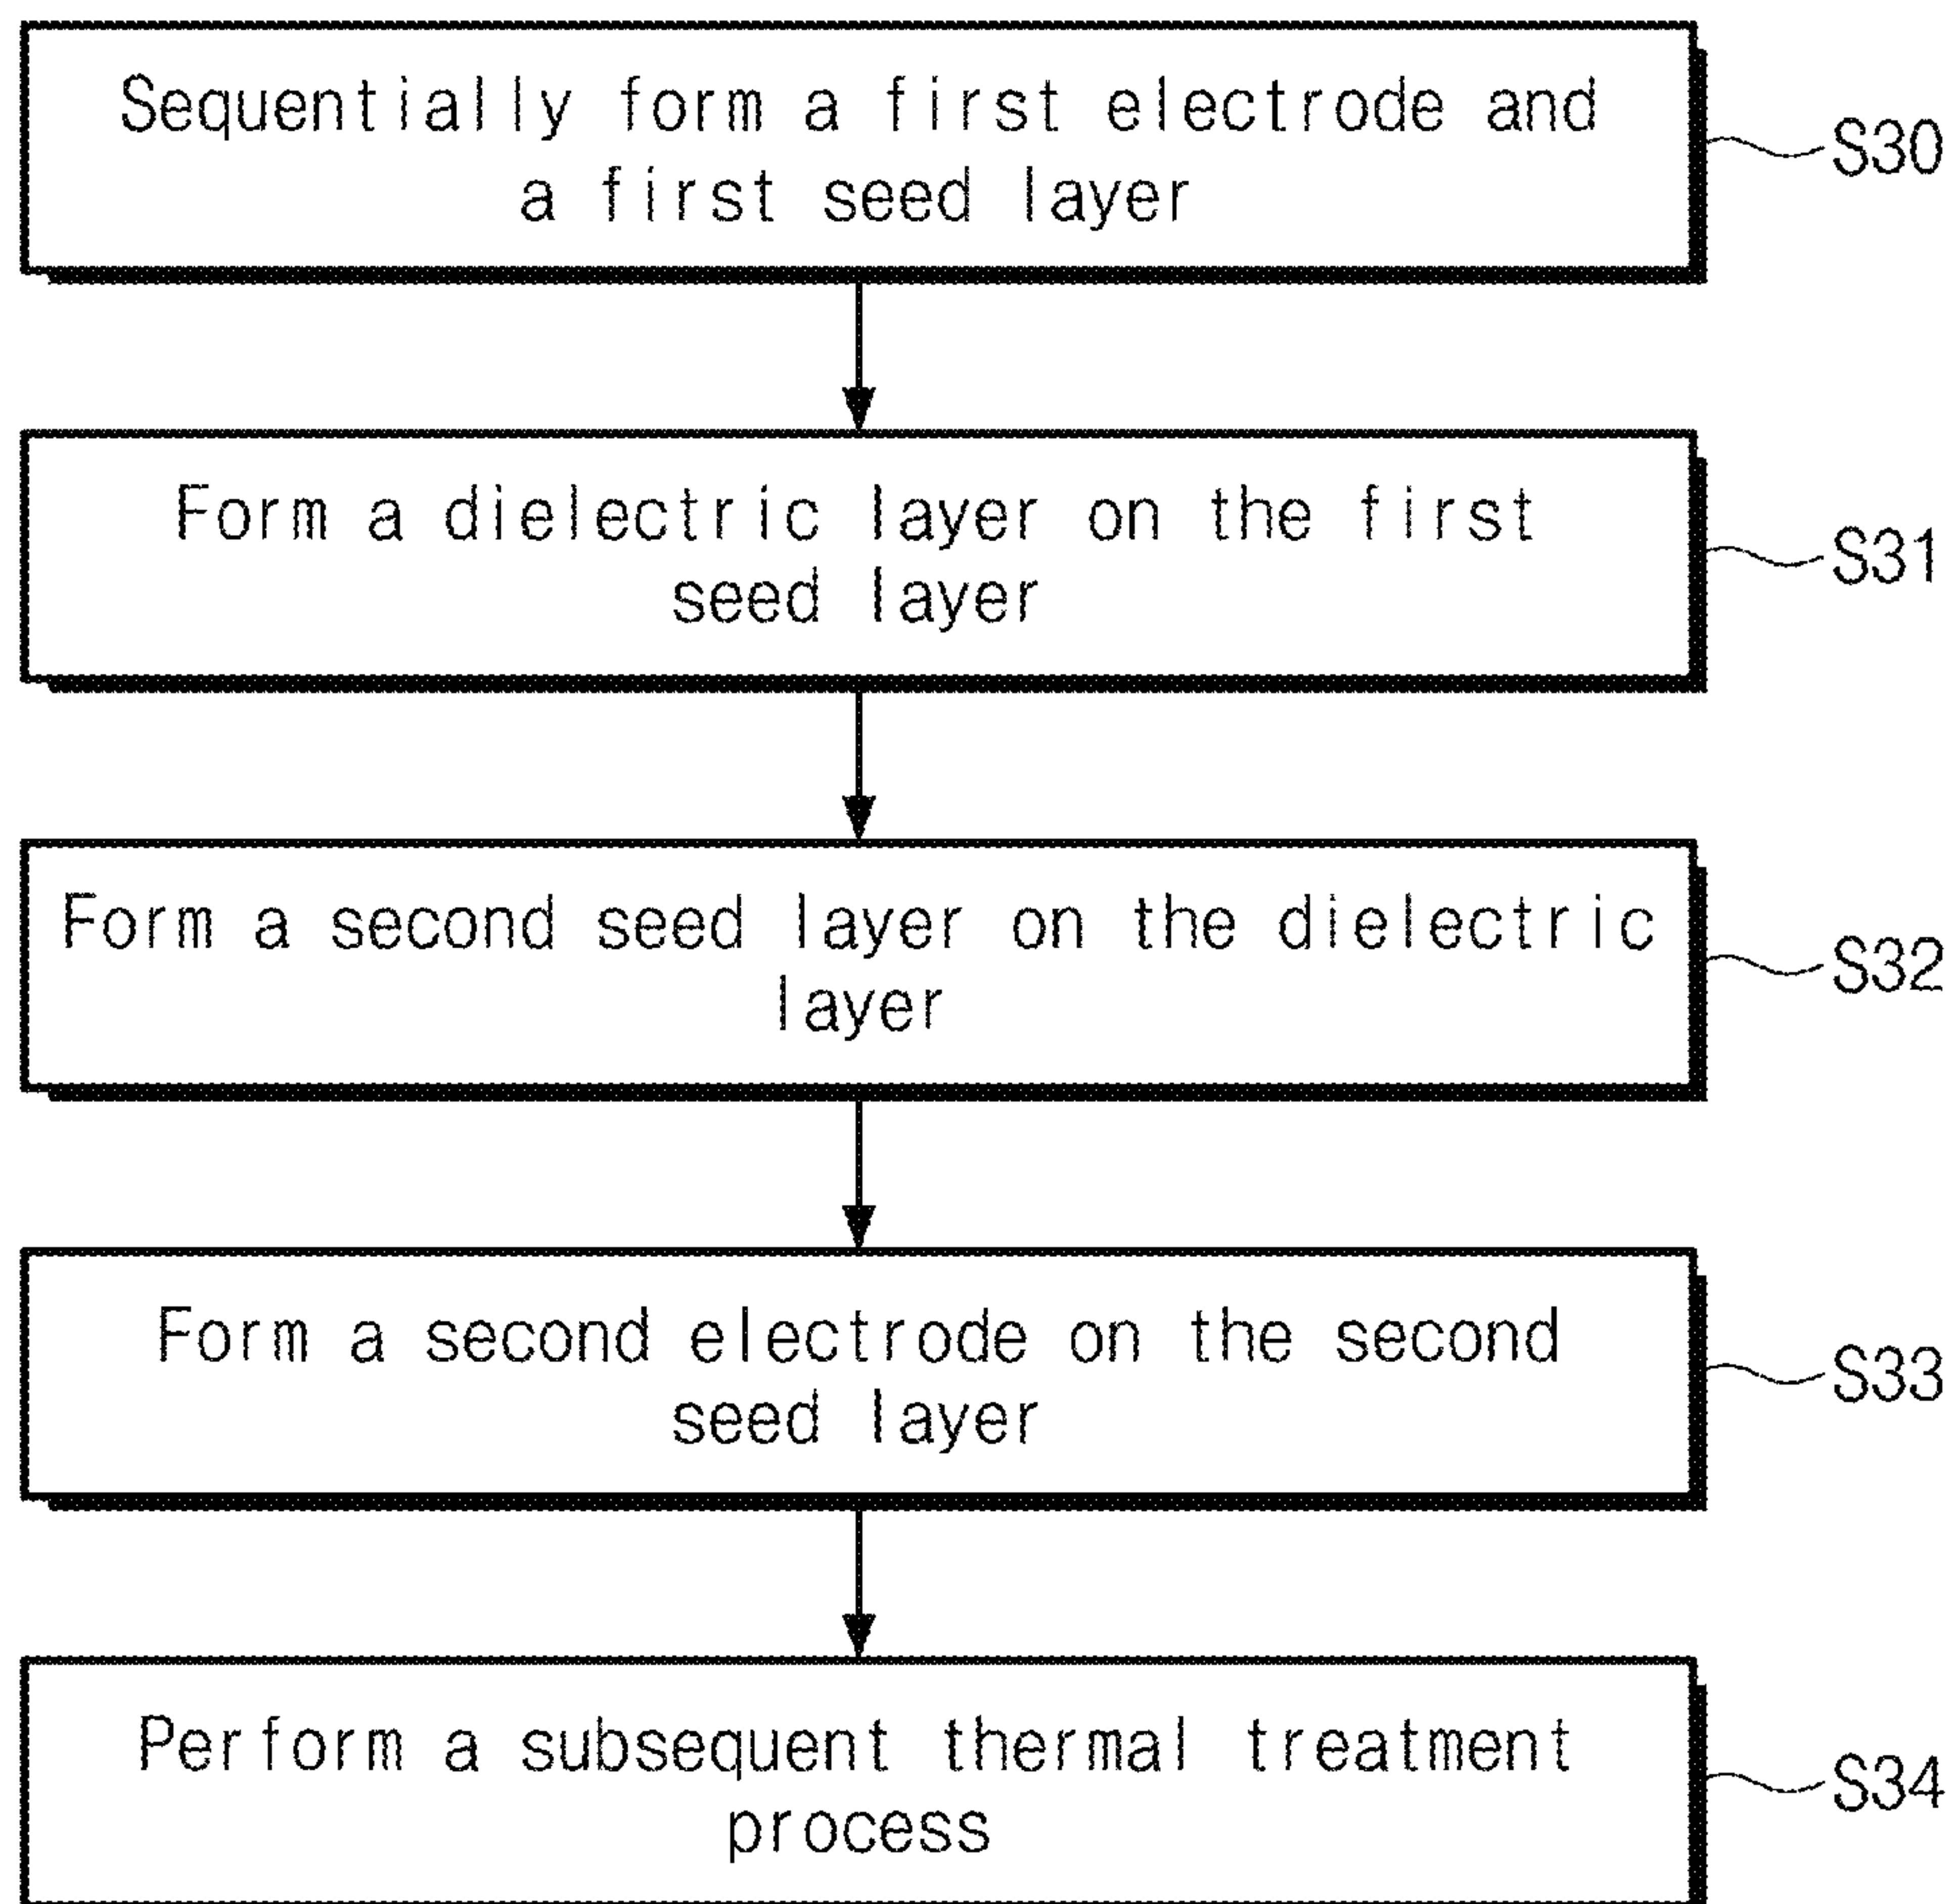 Sequentially form a first electrode and
a first seed layer
S30
Form a dielectric layer on the first
seed layer
S31
Form a second seed layer on the dielectric
layer
S32
Form a second electrode on the second
seed layer
S33
Perform a subsequent thermal treatment
process
S34